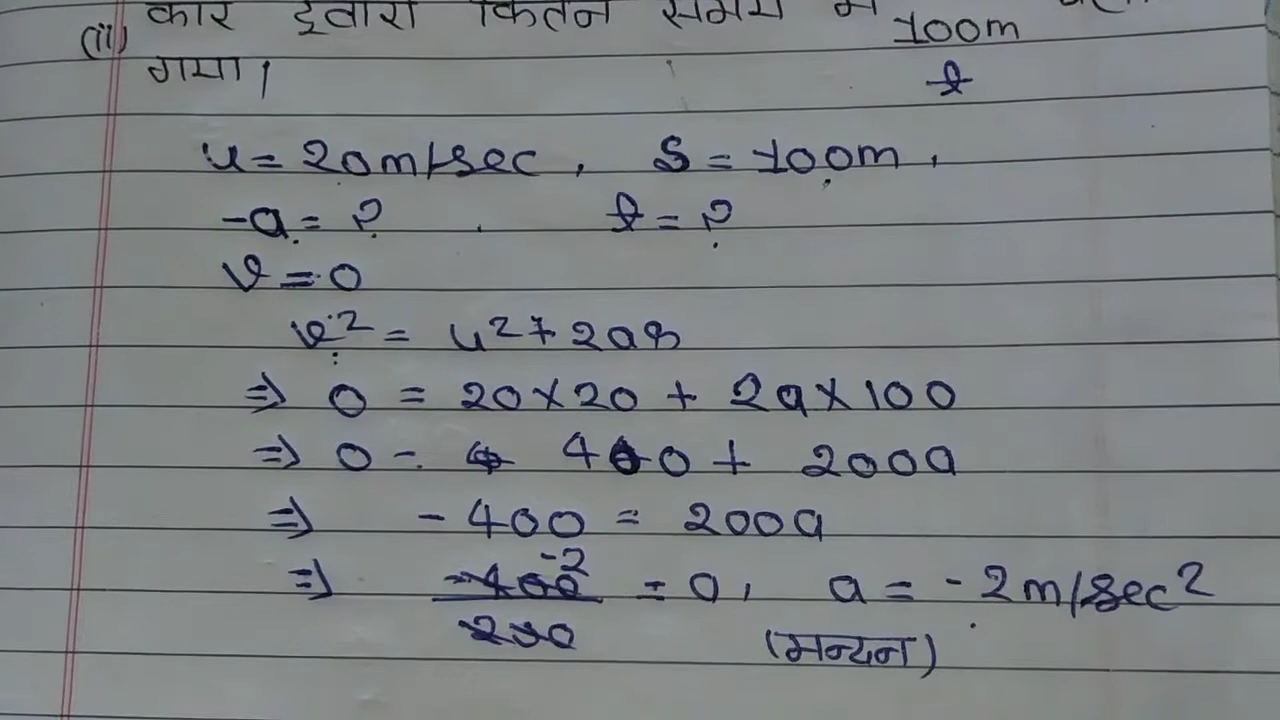 (ii) कार द्वारा कितने समय में 100m
गया।
t
u = 20m/sec, S = 100m,
-a = ? t = ?
v = 0
v² = u² + 2as
⇒ 0 = 20×20 + 2a×100
⇒ 0 = 400 + 200a
⇒ -400 = 200a
-2
⇒ -400/200 = a, a = -2m/sec²
(मन्दन)